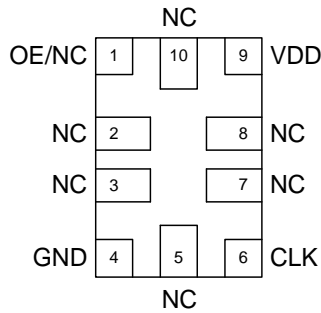 NC
OE/NC 1 10 9 VDD
NC 2 8 NC
NC 3 7 NC
GND 4 5 6 CLK
NC